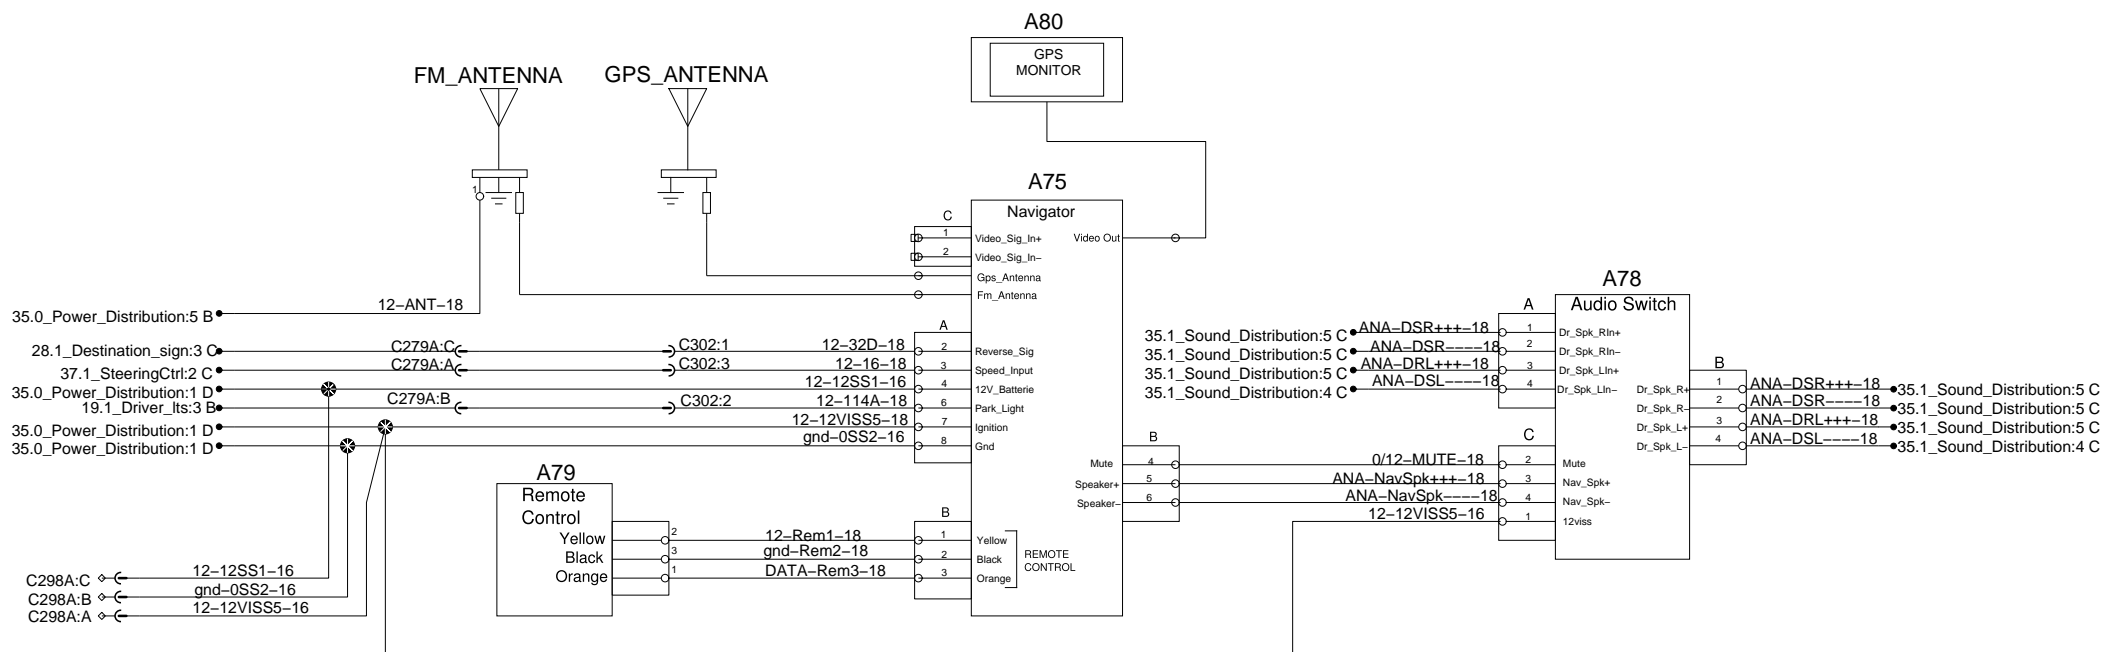 A80
GPS
MONITOR
FM_ANTENNA
GPS_ANTENNA
1
A75
Navigator
C
1
Video_Sig_In+
Video Out
2
Video_Sig_In–
Gps_Antenna
Fm_Antenna
12–ANT–18
35.0_Power_Distribution:5 B
A
28.1_Destination_sign:3 C
C279A:C
C302:1
12–32D–18
2
Reverse_Sig
37.1_SteeringCtrl:2 C
C279A:A
C302:3
12–16–18
3
Speed_Input
35.0_Power_Distribution:1 D
12–12SS1–16
4
12V_Batterie
19.1_Driver_lts:3 B
C279A:B
C302:2
12–114A–18
6
Park_Light
35.0_Power_Distribution:1 D
12–12VISS5–18
7
Ignition
35.0_Power_Distribution:1 D
gnd–0SS2–16
8
Gnd
A79
Remote
Control
Yellow
2
12–Rem1–18
Black
3
gnd–Rem2–18
Orange
1
DATA–Rem3–18
B
1
Yellow
2
Black
3
Orange
REMOTE
CONTROL
C298A:C
12–12SS1–16
C298A:B
gnd–0SS2–16
C298A:A
12–12VISS5–16
B
Mute
4
0/12–MUTE–18
Speaker+
5
ANA–NavSpk+++–18
Speaker–
6
ANA–NavSpk––––18
12–12VISS5–16
A78
Audio Switch
A
35.1_Sound_Distribution:5 C
ANA–DSR+++–18
1
Dr_Spk_RIn+
35.1_Sound_Distribution:5 C
ANA–DSR––––18
2
Dr_Spk_RIn–
35.1_Sound_Distribution:5 C
ANA–DRL+++–18
3
Dr_Spk_LIn+
35.1_Sound_Distribution:4 C
ANA–DSL––––18
4
Dr_Spk_LIn–
C
2
Mute
3
Nav_Spk+
4
Nav_Spk–
1
12viss
B
Dr_Spk_R+
1
ANA–DSR+++–18
35.1_Sound_Distribution:5 C
Dr_Spk_R–
2
ANA–DSR––––18
35.1_Sound_Distribution:5 C
Dr_Spk_L+
3
ANA–DRL+++–18
35.1_Sound_Distribution:5 C
Dr_Spk_L–
4
ANA–DSL––––18
35.1_Sound_Distribution:4 C